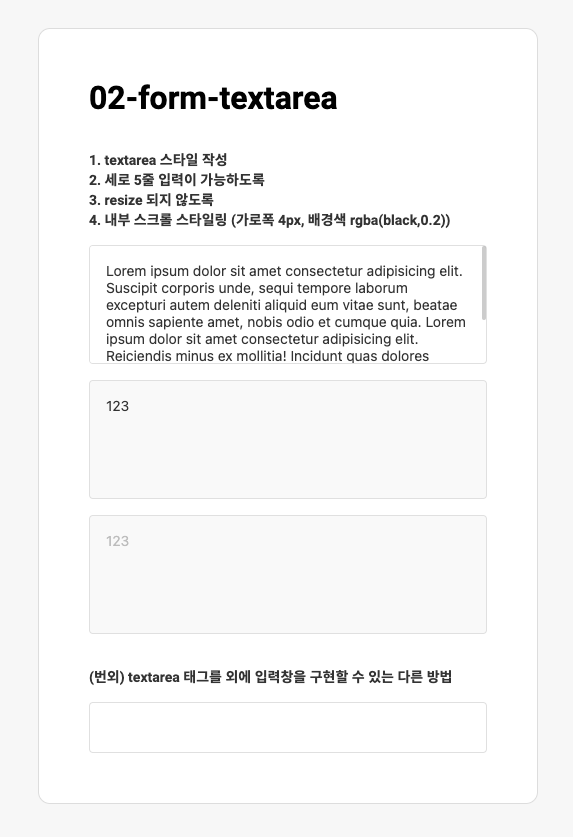 02-form-textarea
1. textarea 스타일 작성
2. 세로 5줄 입력이 가능하도록
3. resize 되지 않도록
4. 내부 스크롤 스타일링 (가로폭 4px, 배경색 rgba(black,0.2))
Lorem ipsum dolor sit amet consectetur adipisicing elit.
Suscipit corporis unde, sequi tempore laborum
excepturi autem deleniti aliquid eum vitae sunt, beatae
omnis sapiente amet, nobis odio et cumque quia. Lorem
ipsum dolor sit amet consectetur adipisicing elit.
Reiciendis minus ex mollitia! Incidunt quas dolores
123
123
(번외) textarea 태그를 외에 입력창을 구현할 수 있는 다른 방법